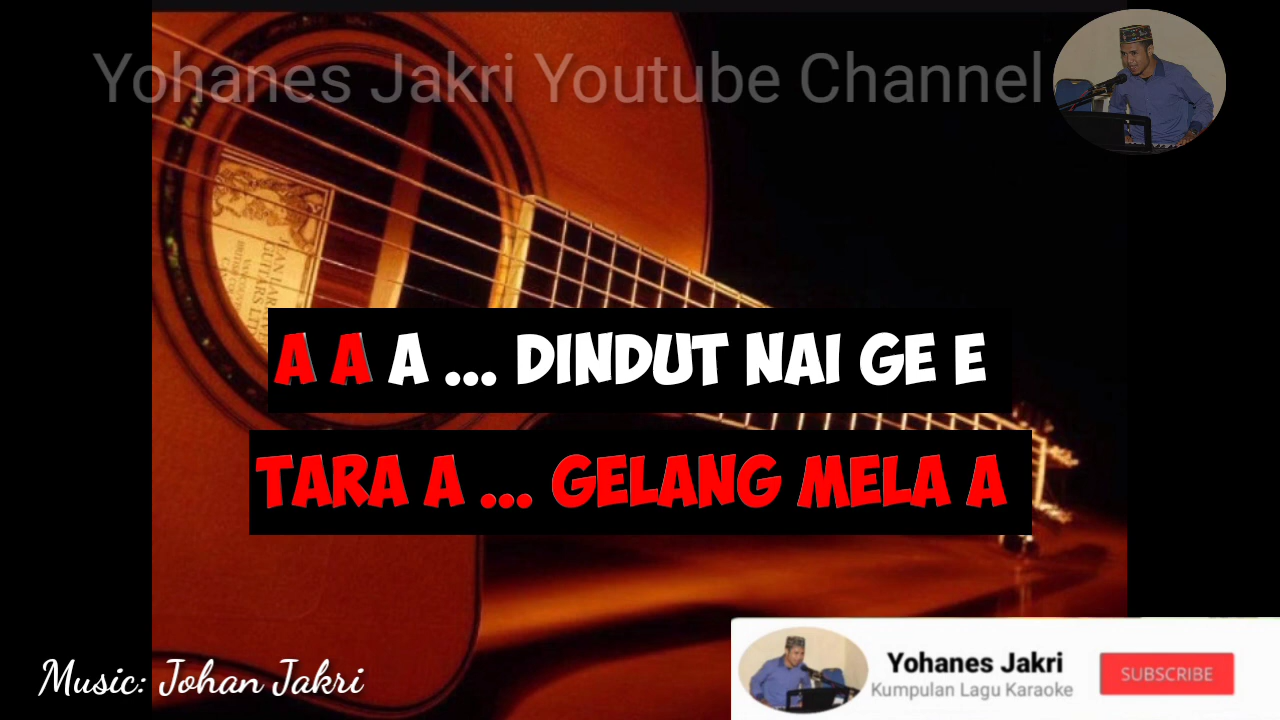 Yohanes Jakri Youtube Channel
A A A ... DINDUT NAI GE E
TARA A ... GELANG MELA A
Music: Johan Jakri
Yohanes Jakri
Kumpulan Lagu Karaoke
SUBSCRIBE